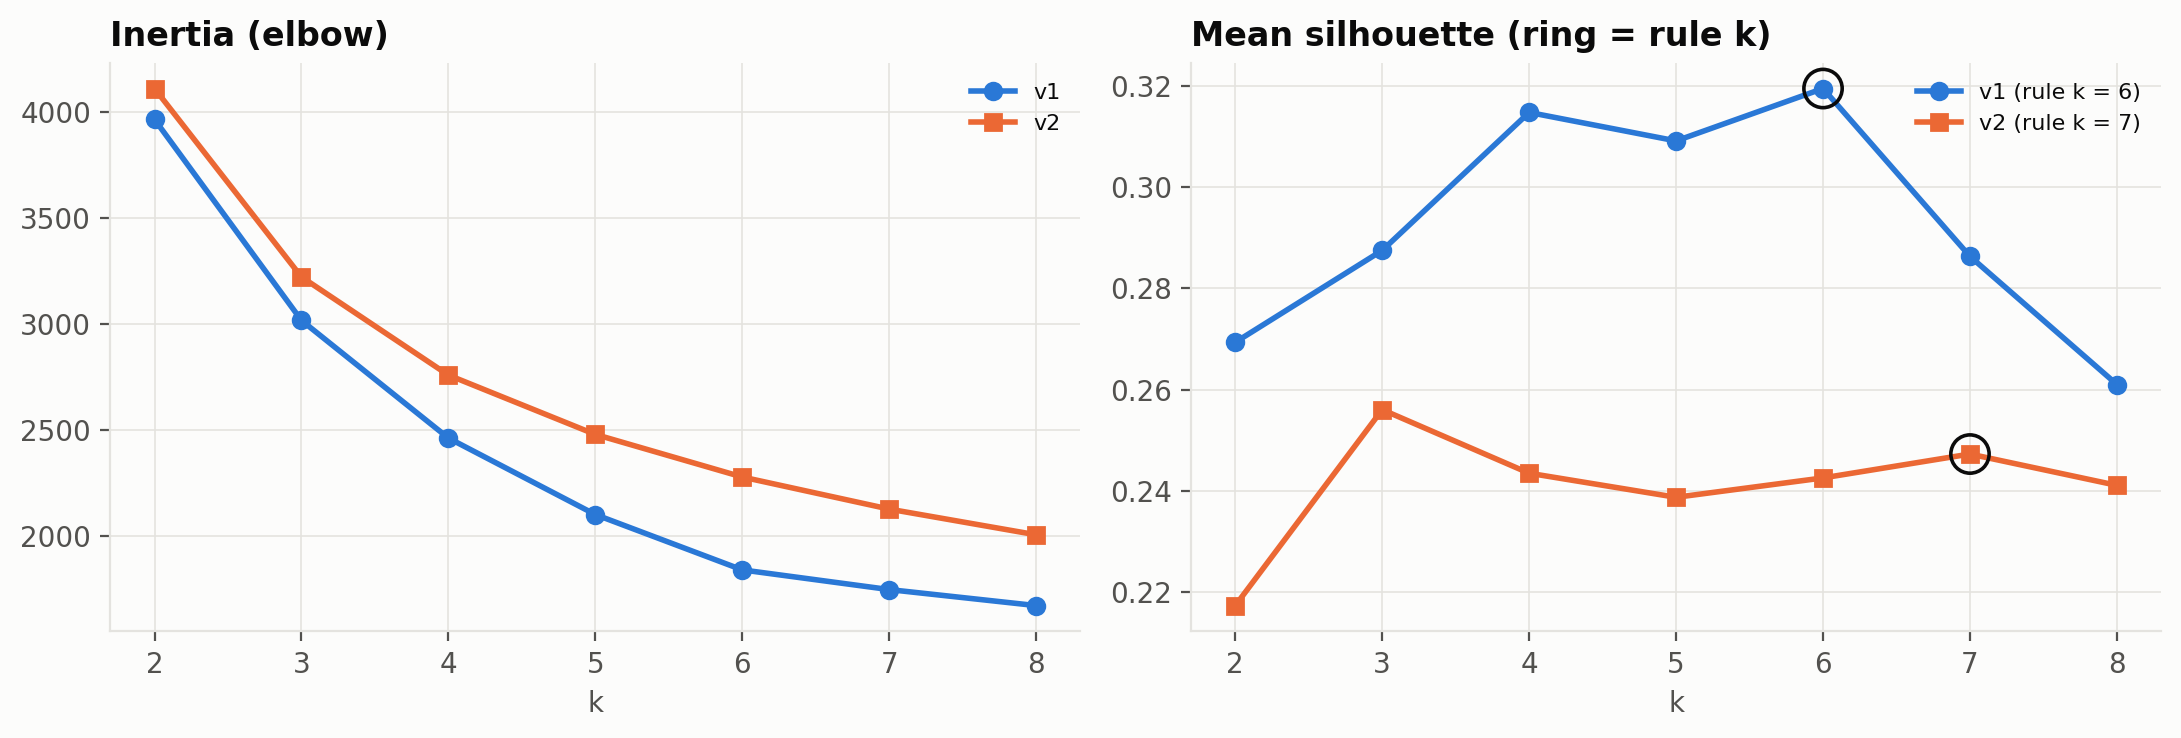 Inertia (elbow)
4000
3500
3000
2500
2000
2 3 4 5 6 7 8
k
v1
v2
Mean silhouette (ring = rule k)
0.32
0.30
0.28
0.26
0.24
0.22
2 3 4 5 6 7 8
k
v1 (rule k = 6)
v2 (rule k = 7)